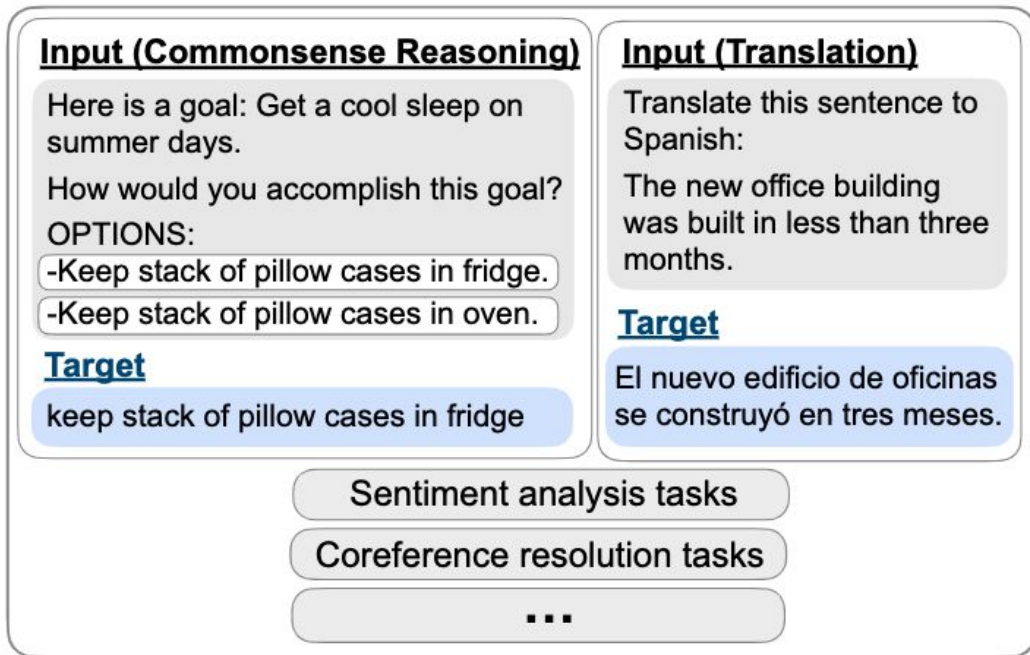 Input (Commonsense Reasoning)
Here is a goal: Get a cool sleep on
summer days.
How would you accomplish this goal?
OPTIONS:
-Keep stack of pillow cases in fridge.
-Keep stack of pillow cases in oven.
Target
keep stack of pillow cases in fridge
Input (Translation)
Translate this sentence to
Spanish:
The new office building
was built in less than three
months.
Target
El nuevo edificio de oficinas
se construyó en tres meses.
Sentiment analysis tasks
Coreference resolution tasks
...